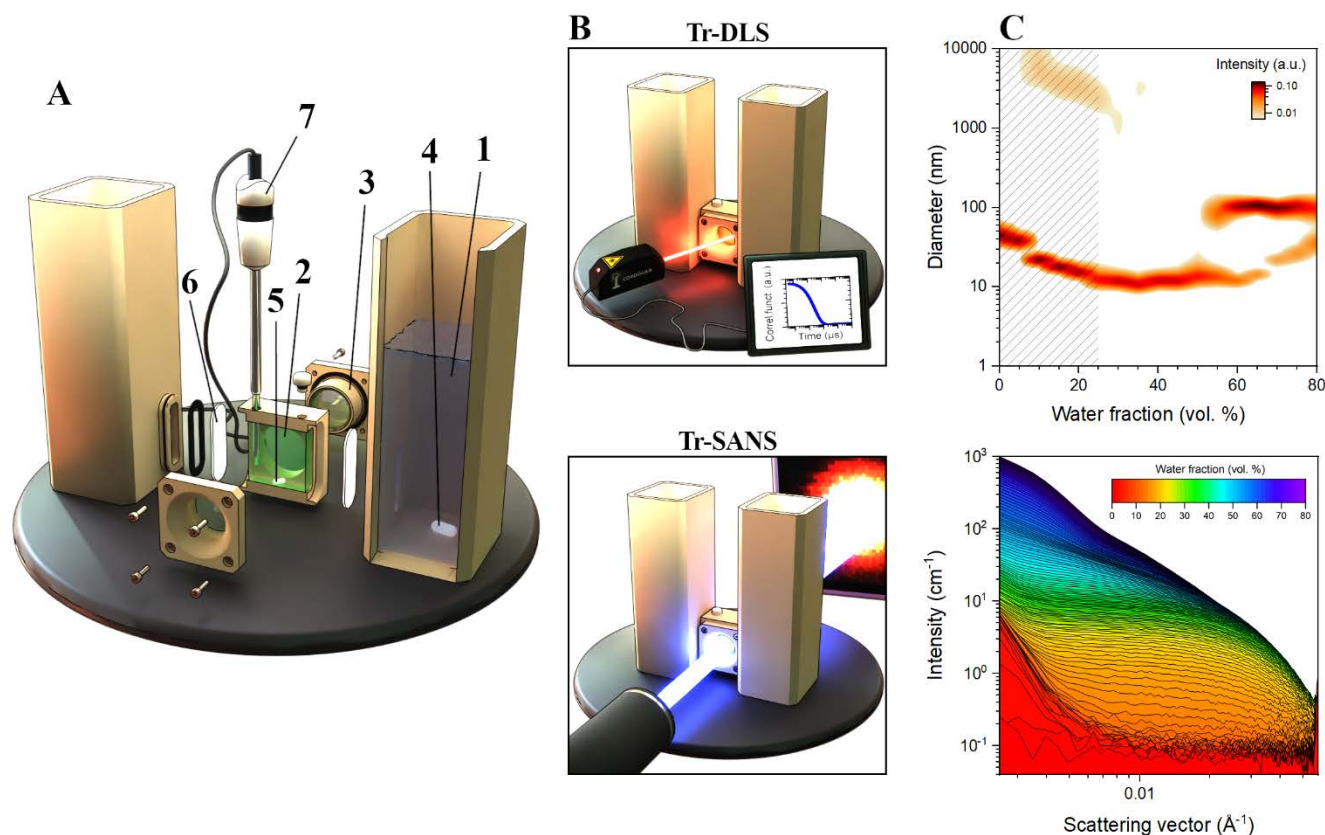 A
7
4
1
3
6
5
2
B
Tr-DLS
Correl funct. (a.u.)
Time (μs)
Tr-SANS
C
Intensity (a.u.)
0.10
0.01
10000
1000
100
10
1
Diameter (nm)
0 20 40 60 80
Water fraction (vol. %)
Water fraction (vol. %)
0 10 20 30 40 50 60 70 80
10³
10²
10¹
10⁰
10⁻¹
Intensity (cm⁻¹)
0.01
Scattering vector (Å⁻¹)